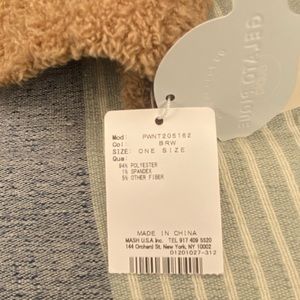 Mod: PWNT205162
Col: BRW
SIZE: ONE SIZE
Qua:
94% POLYESTER
1% SPANDEX
5% OTHER FIBER
MADE IN CHINA
MASH U.S.A Inc. TEL 917 409 5520
144 Orchard St, New York,
NY, NY 10002
01201027-312